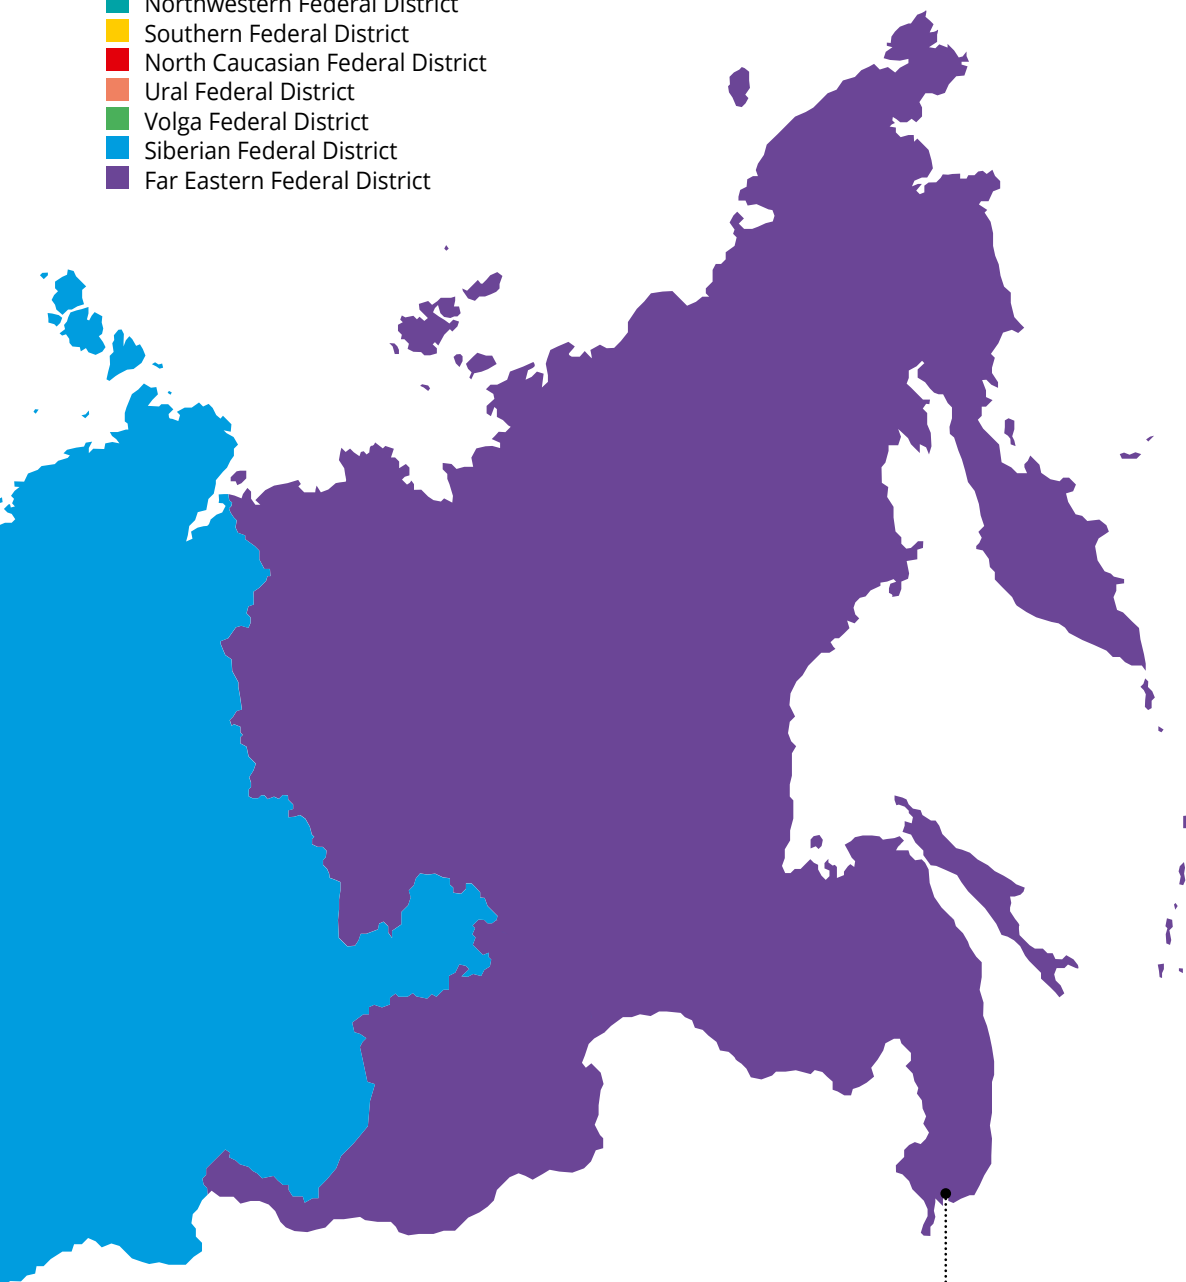 Northwestern Federal District
Southern Federal District
North Caucasian Federal District
Ural Federal District
Volga Federal District
Siberian Federal District
Far Eastern Federal District